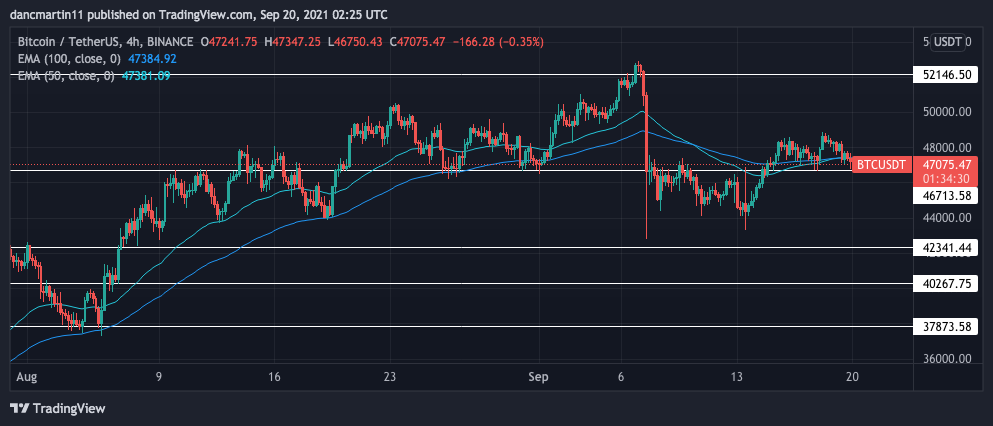 dancmartin11 published on TradingView.com, Sep 20, 2021 02:25 UTC
Bitcoin / TetherUS, 4h, BINANCE O47241.75 H47347.25 L46750.43 C47075.47 −166.28 (−0.35%)
EMA (100, close, 0) 47384.92
EMA (50, close, 0) 47381.09
USDT
52146.50
50000.00
48000.00
BTCUSDT 47075.47
01:34:30
46713.58
44000.00
42341.44
40267.75
37873.58
36000.00
Aug 9 16 23 Sep 6 13 20
TradingView